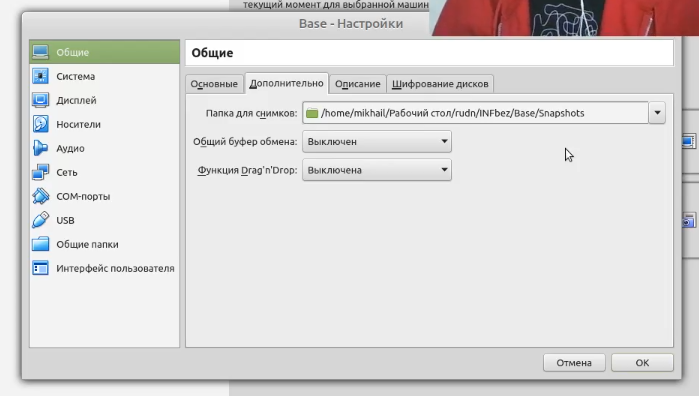 текущий момент для выбранной машин
Base - Настройки
Общие
Система
Дисплей
Носители
Аудио
Сеть
COM-порты
USB
Общие папки
Интерфейс пользователя
Общие
Основные Дополнительно Описание Шифрование дисков
Папка для снимков: /home/mikhail/Рабочий стол/rudn/INFbez/Base/Snapshots
Общий буфер обмена: Выключен
Функция Drag'n'Drop: Выключена
Отмена OK